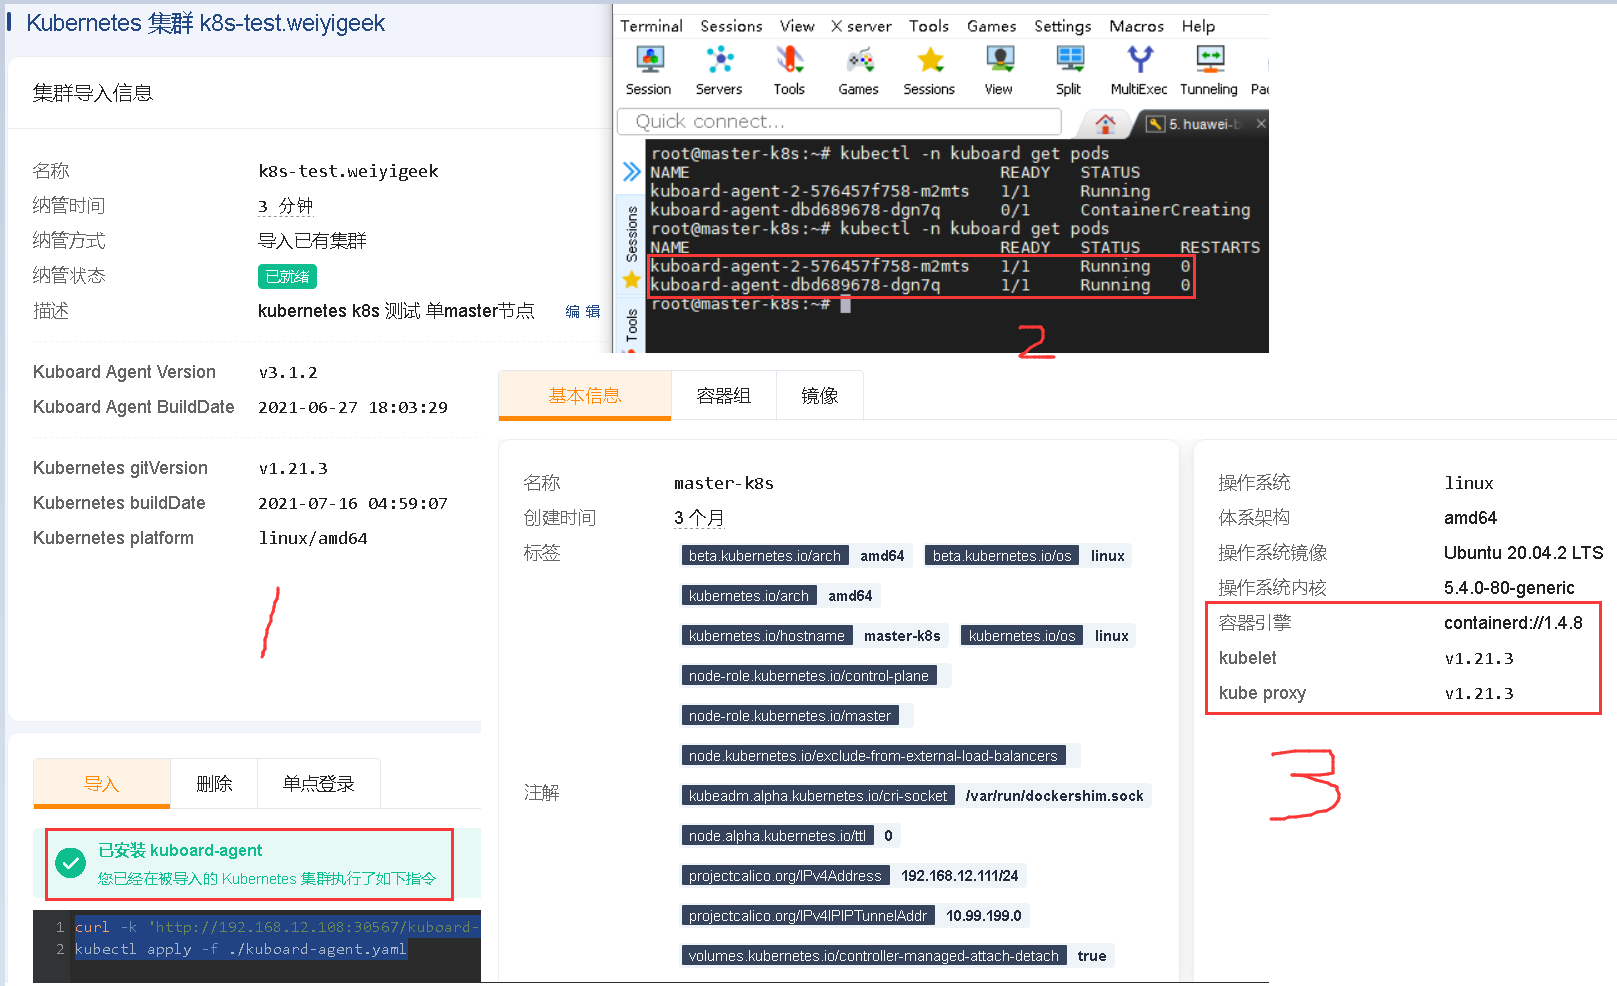 Kubernetes 集群 k8s-test.weiyigeek
集群导入信息
名称 k8s-test.weiyigeek
纳管时间 3 分钟
纳管方式 导入已有集群
纳管状态 已就绪
描述 kubernetes k8s 测试 单master节点 编 辑
Kuboard Agent Version v3.1.2
Kuboard Agent BuildDate 2021-06-27 18:03:29
Kubernetes gitVersion v1.21.3
Kubernetes buildDate 2021-07-16 04:59:07
Kubernetes platform linux/amd64
1
导入 删除 单点登录
已安装 kuboard-agent
您已经在被导入的 Kubernetes 集群执行了如下指令
1 curl -k 'http://192.168.12.108:30567/kuboard-
2 kubectl apply -f ./kuboard-agent.yaml
Terminal Sessions View X server Tools Games Settings Macros Help
Session Servers Tools Games Sessions View Split MultiExec Tunneling
Quick connect...
5. huawei-
Sessions
Tools
root@master-k8s:~# kubectl -n kuboard get pods
NAME READY STATUS
kuboard-agent-2-576457f758-m2mts 1/1 Running
kuboard-agent-dbd689678-dgn7q 0/1 ContainerCreating
root@master-k8s:~# kubectl -n kuboard get pods
NAME READY STATUS RESTARTS
kuboard-agent-2-576457f758-m2mts 1/1 Running 0
kuboard-agent-dbd689678-dgn7q 1/1 Running 0
root@master-k8s:~#
2
基本信息 容器组 镜像
名称 master-k8s
创建时间 3 个月
标签 beta.kubernetes.io/arch amd64 beta.kubernetes.io/os linux
kubernetes.io/arch amd64
kubernetes.io/hostname master-k8s kubernetes.io/os linux
node-role.kubernetes.io/control-plane
node-role.kubernetes.io/master
node.kubernetes.io/exclude-from-external-load-balancers
注解 kubeadm.alpha.kubernetes.io/cri-socket /var/run/dockershim.sock
node.alpha.kubernetes.io/ttl 0
projectcalico.org/IPv4Address 192.168.12.111/24
projectcalico.org/IPv4IPIPTunnelAddr 10.99.199.0
volumes.kubernetes.io/controller-managed-attach-detach true
操作系统 linux
体系架构 amd64
操作系统镜像 Ubuntu 20.04.2 LTS
操作系统内核 5.4.0-80-generic
容器引擎 containerd://1.4.8
kubelet v1.21.3
kube proxy v1.21.3
3